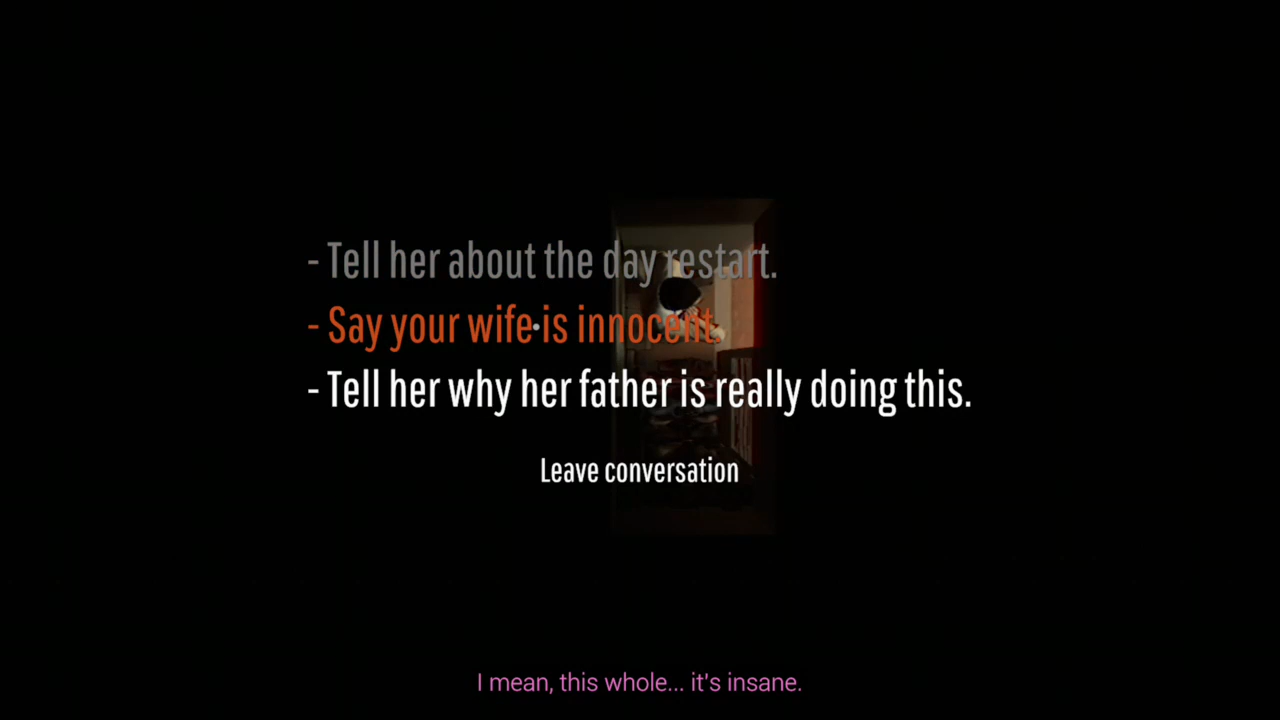 - Tell her about the day restart.
- Say your wife is innocent.
- Tell her why her father is really doing this.
Leave conversation
I mean, this whole... it's insane.